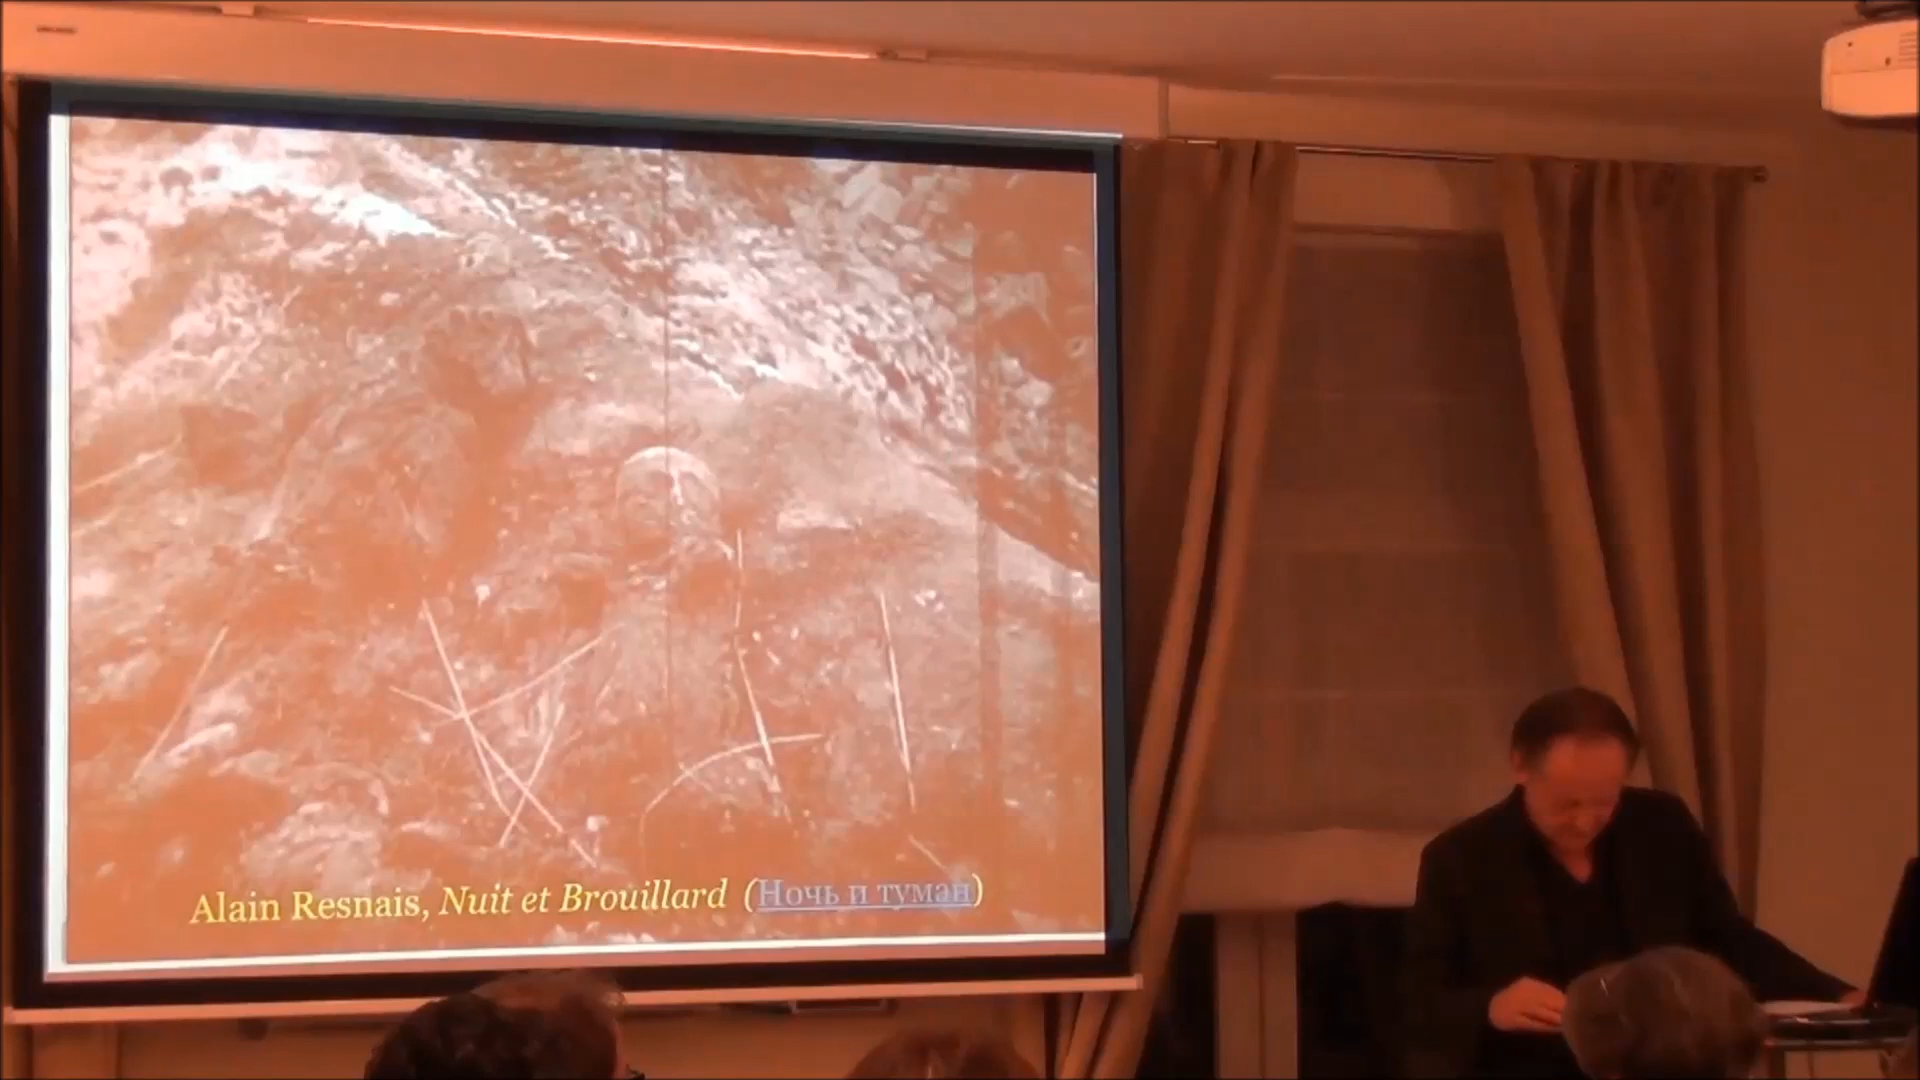 Alain Resnais, Nuit et Brouillard (Ночь и туман)